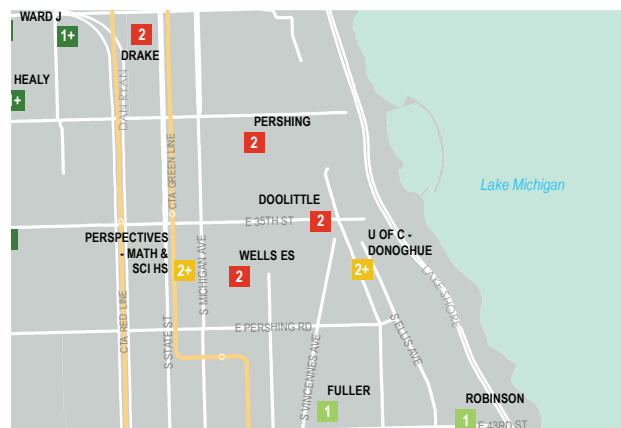 WARD J
1+
2
DRAKE
HEALY
1+
DAN RYAN
CTA GREEN LINE
PERSHING
2
Lake Michigan
DOOLITTLE
2
E 35TH ST
PERSPECTIVES
- MATH &
SCI HS
2+
S MICHIGAN AVE
WELLS ES
2
U OF C -
DONOGHUE
2+
LAKE SHORE
CTA RED LINE
S STATE ST
E PERSHING RD
S VINCENNES AVE
S ELLIS AVE
FULLER
1
ROBINSON
1
E 43RD ST